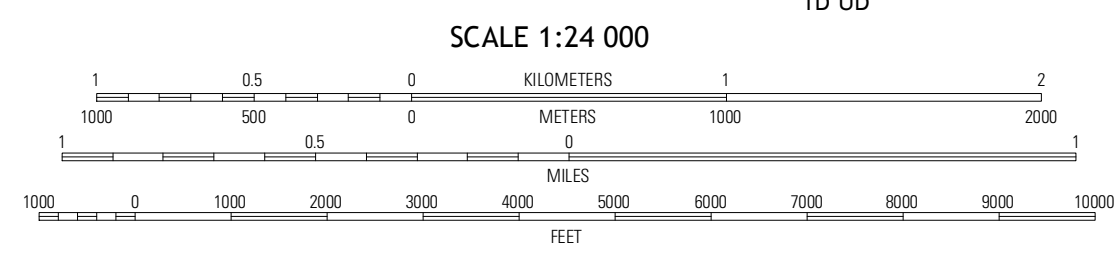 SCALE 1:24 000
1 0.5 0 KILOMETERS 1 2
1000 500 0 METERS 1000 2000
1 0.5 0 1
MILES
1000 0 1000 2000 3000 4000 5000 6000 7000 8000 9000 10000
FEET